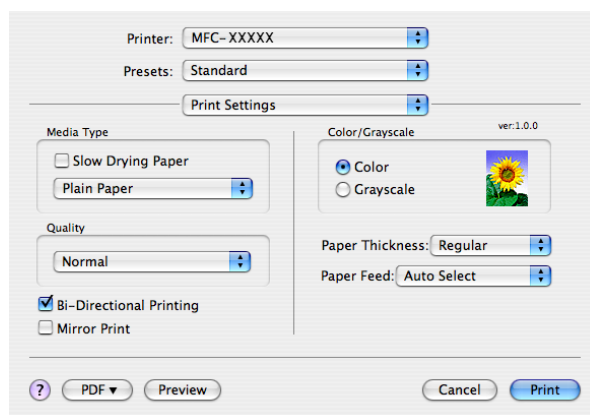 Printer: MFC-XXXXX
Presets: Standard
Print Settings
Media Type
Slow Drying Paper
Plain Paper
Quality
Normal
Bi-Directional Printing
Mirror Print
Color/Grayscale
ver:1.0.0
Color
Grayscale
Paper Thickness: Regular
Paper Feed: Auto Select
? PDF▼ Preview Cancel Print